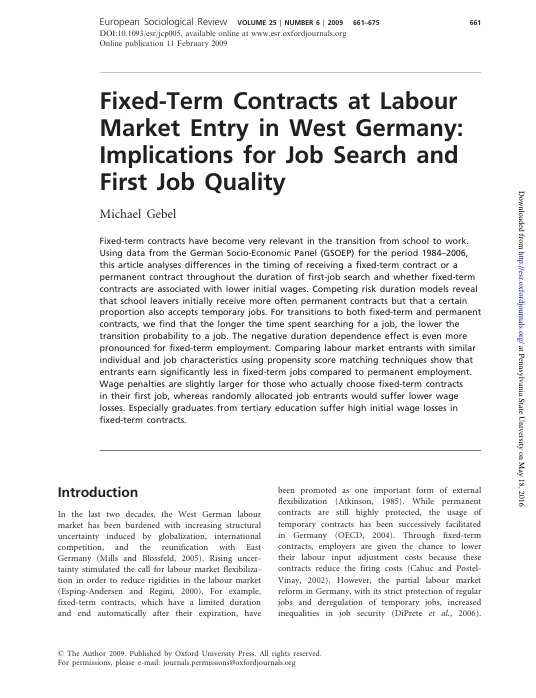 European Sociological Review VOLUME 25 | NUMBER 6 | 2009 661–675 661
DOI:10.1093/esr/jcp005, available online at www.esr.oxfordjournals.org
Online publication 11 February 2009
Fixed-Term Contracts at Labour
Market Entry in West Germany:
Implications for Job Search and
First Job Quality
Michael Gebel
Fixed-term contracts have become very relevant in the transition from school to work.
Using data from the German Socio-Economic Panel (GSOEP) for the period 1984–2006,
this article analyses differences in the timing of receiving a fixed-term contract or a
permanent contract throughout the duration of first-job search and whether fixed-term
contracts are associated with lower initial wages. Competing risk duration models reveal
that school leavers initially receive more often permanent contracts but that a certain
proportion also accepts temporary jobs. For transitions to both fixed-term and permanent
contracts, we find that the longer the time spent searching for a job, the lower the
transition probability to a job. The negative duration dependence effect is even more
pronounced for fixed-term employment. Comparing labour market entrants with similar
individual and job characteristics using propensity score matching techniques show that
entrants earn significantly less in fixed-term jobs compared to permanent employment.
Wage penalties are slightly larger for those who actually choose fixed-term contracts
in their first job, whereas randomly allocated job entrants would suffer lower wage
losses. Especially graduates from tertiary education suffer high initial wage losses in
fixed-term contracts.
Introduction
In the last two decades, the West German labour
market has been burdened with increasing structural
uncertainty induced by globalization, international
competition, and the reunification with East
Germany (Mills and Blossfeld, 2005). Rising uncer-
tainty stimulated the call for labour market flexibiliza-
tion in order to reduce rigidities in the labour market
(Esping-Andersen and Regini, 2000). For example,
fixed-term contracts, which have a limited duration
and end automatically after their expiration, have
been promoted as one important form of external
flexibilization (Atkinson, 1985). While permanent
contracts are still highly protected, the usage of
temporary contracts has been successively facilitated
in Germany (OECD, 2004). Through fixed-term
contracts, employers are given the chance to lower
their labour input adjustment costs because these
contracts reduce the firing costs (Cahuc and Postel-
Vinay, 2002). However, the partial labour market
reform in Germany, with its strict protection of regular
jobs and deregulation of temporary jobs, increased
inequalities in job security (DiPrete et al., 2006).
© The Author 2009. Published by Oxford University Press. All rights reserved.
For permissions, please e-mail: journals.permissions@oxfordjournals.org
Downloaded from http://esr.oxfordjournals.org/ at Pennsylvania State University on May 18, 2016